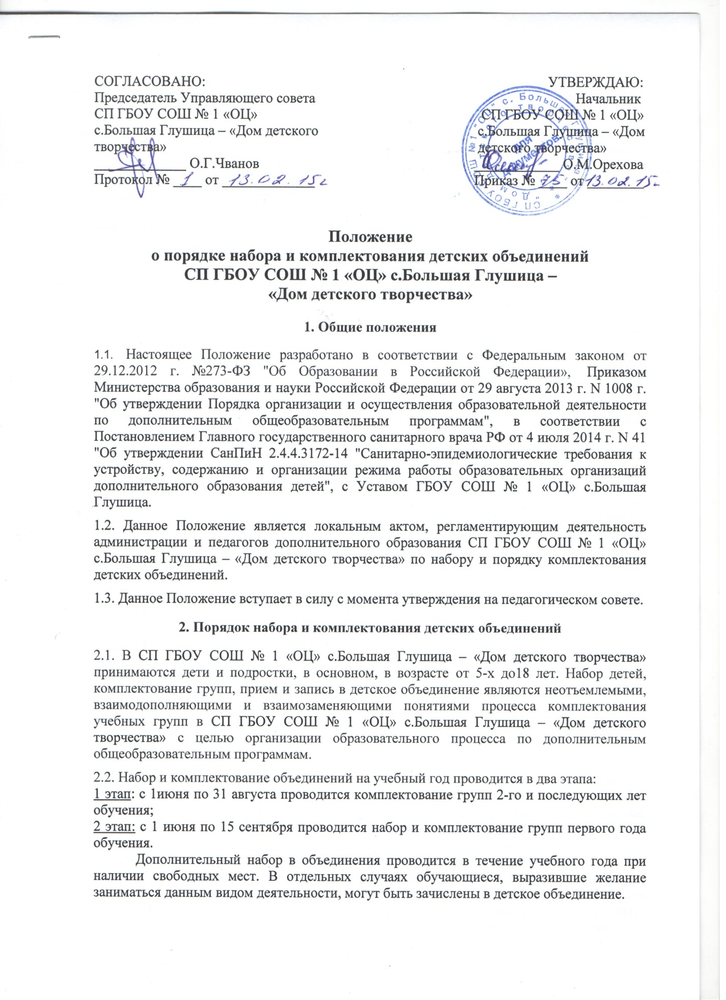 СОГЛАСОВАНО:
Председатель Управляющего совета
СП ГБОУ СОШ № 1 «ОЦ»
с.Большая Глушица – «Дом детского
творчества»
_____________ О.Г.Чванов
Протокол № 1 от 13.02.15г
УТВЕРЖДАЮ:
Начальник
СП ГБОУ СОШ № 1 «ОЦ»
с.Большая Глушица – «Дом
детского творчества»
_____________ О.М.Орехова
Приказ № 75 от 13.02.15г
СП ГБОУ СОШ №1 "ОЦ" с. Большая Глушица
"Дом детского творчества"
для
документов
Положение
о порядке набора и комплектования детских объединений
СП ГБОУ СОШ № 1 «ОЦ» с.Большая Глушица –
«Дом детского творчества»
1. Общие положения
1.1. Настоящее Положение разработано в соответствии с Федеральным законом от
29.12.2012 г. №273-ФЗ "Об Образовании в Российской Федерации», Приказом
Министерства образования и науки Российской Федерации от 29 августа 2013 г. N 1008 г.
"Об утверждении Порядка организации и осуществления образовательной деятельности
по дополнительным общеобразовательным программам", в соответствии с
Постановлением Главного государственного санитарного врача РФ от 4 июля 2014 г. N 41
"Об утверждении СанПиН 2.4.4.3172-14 "Санитарно-эпидемиологические требования к
устройству, содержанию и организации режима работы образовательных организаций
дополнительного образования детей", с Уставом ГБОУ СОШ № 1 «ОЦ» с.Большая
Глушица.
1.2. Данное Положение является локальным актом, регламентирующим деятельность
администрации и педагогов дополнительного образования СП ГБОУ СОШ № 1 «ОЦ»
с.Большая Глушица – «Дом детского творчества» по набору и порядку комплектования
детских объединений.
1.3. Данное Положение вступает в силу с момента утверждения на педагогическом совете.
2. Порядок набора и комплектования детских объединений
2.1. В СП ГБОУ СОШ № 1 «ОЦ» с.Большая Глушица – «Дом детского творчества»
принимаются дети и подростки, в основном, в возрасте от 5-х до18 лет. Набор детей,
комплектование групп, прием и запись в детское объединение являются неотъемлемыми,
взаимодополняющими и взаимозаменяющими понятиями процесса комплектования
учебных групп в СП ГБОУ СОШ № 1 «ОЦ» с.Большая Глушица – «Дом детского
творчества» с целью организации образовательного процесса по дополнительным
общеобразовательным программам.
2.2. Набор и комплектование объединений на учебный год проводится в два этапа:
1 этап: с 1июня по 31 августа проводится комплектование групп 2-го и последующих лет
обучения;
2 этап: с 1 июня по 15 сентября проводится набор и комплектование групп первого года
обучения.
Дополнительный набор в объединения проводится в течение учебного года при
наличии свободных мест. В отдельных случаях обучающиеся, выразившие желание
заниматься данным видом деятельности, могут быть зачислены в детское объединение.